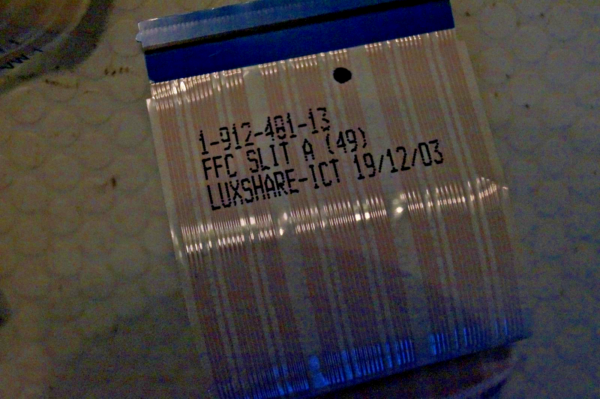 1-912-481-13
FFC SLIT A (49)
LUXSHARE-ICT 19/12/03